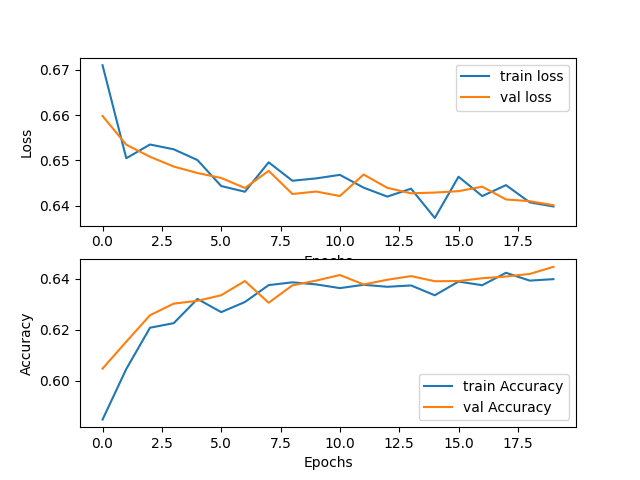 0.67
0.66
0.65
0.64
Loss
train loss
val loss
0.0 2.5 5.0 7.5 10.0 12.5 15.0 17.5
Epochs
0.64
0.62
0.60
Accuracy
train Accuracy
val Accuracy
0.0 2.5 5.0 7.5 10.0 12.5 15.0 17.5
Epochs